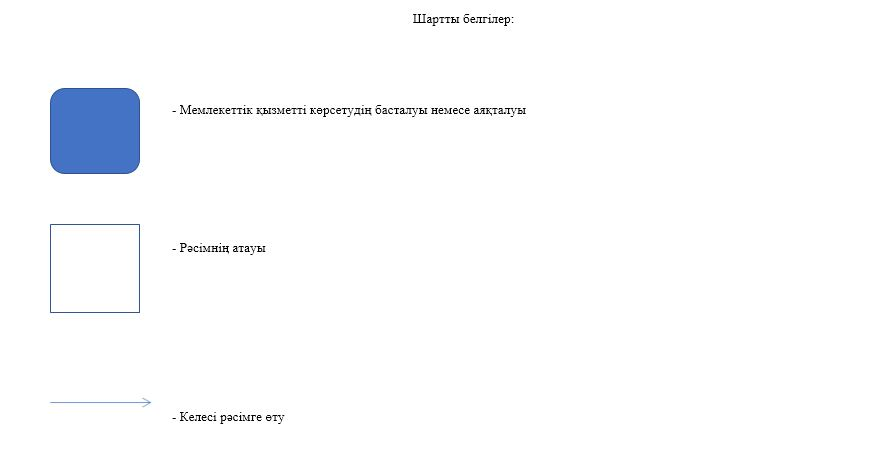 Шартты белгілер:
- Мемлекеттік қызметті көрсетудің басталуы немесе аяқталуы
- Рәсімнің атауы
- Келесі рәсімге өту